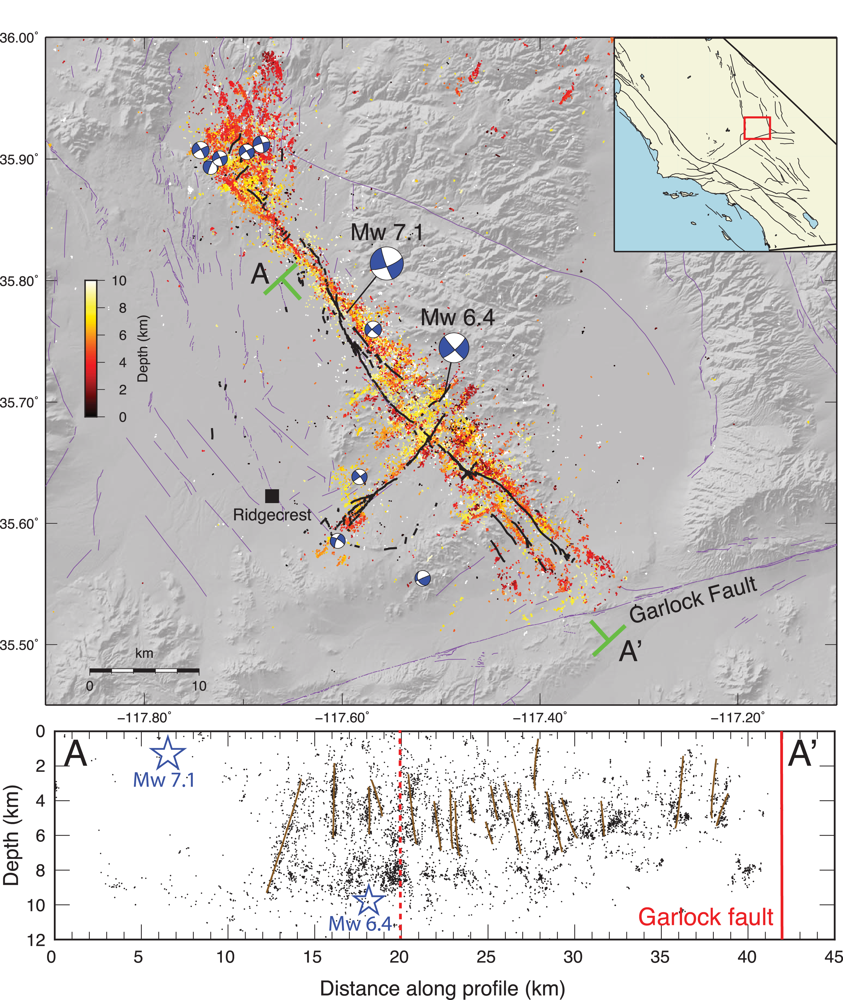 36.00°
35.90°
Mw 7.1
A
35.80°
10
8
6
4
2
0
Depth (km)
Mw 6.4
35.70°
Ridgecrest
35.60°
Garlock Fault
A’
35.50°
km
0 10
−117.80° −117.60° −117.40° −117.20°
0
2
4
6
8
10
12
Depth (km)
A
Mw 7.1
A’
Mw 6.4
Garlock fault
0 5 10 15 20 25 30 35 40 45
Distance along profile (km)